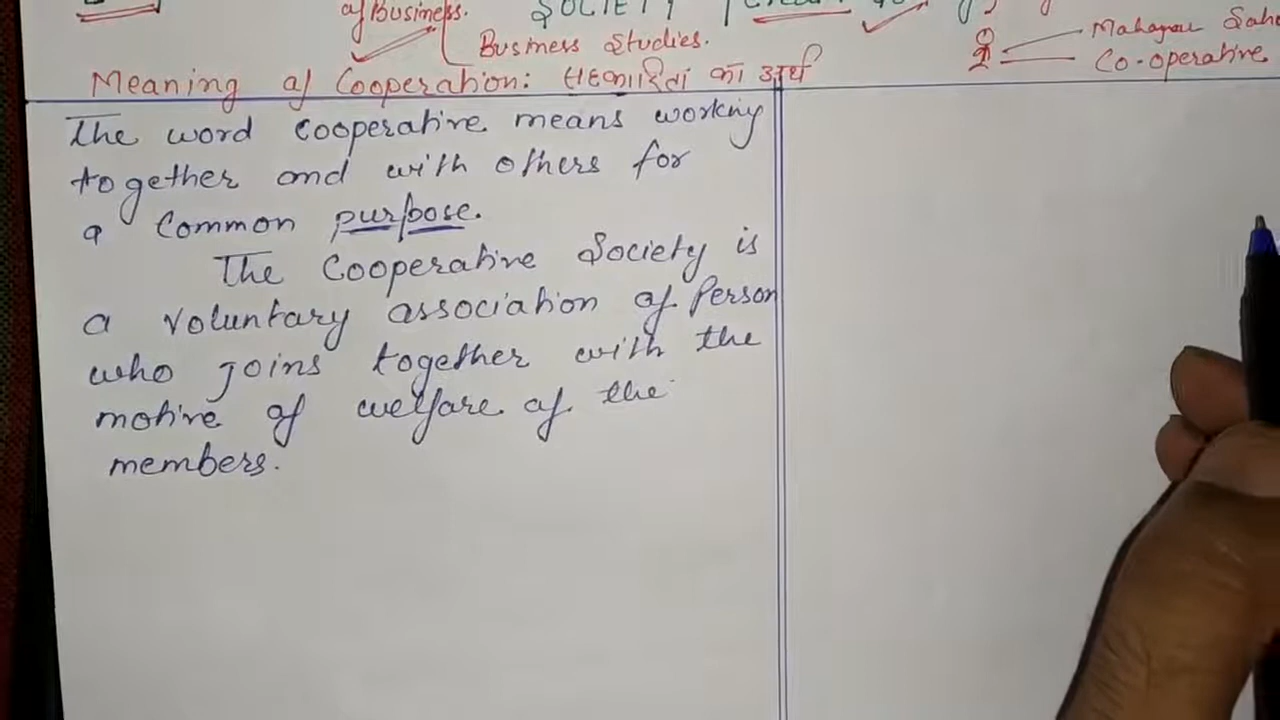 of Business. SOCIETY
Business Studies.
Mahagau
Co-operative
Meaning of Cooperation: सहकारिता का अर्थ
The word cooperative means working
together and with others for
a common purpose.
The Cooperative Society is
a voluntary association of Person
who joins together with the
motive of welfare of the
members.